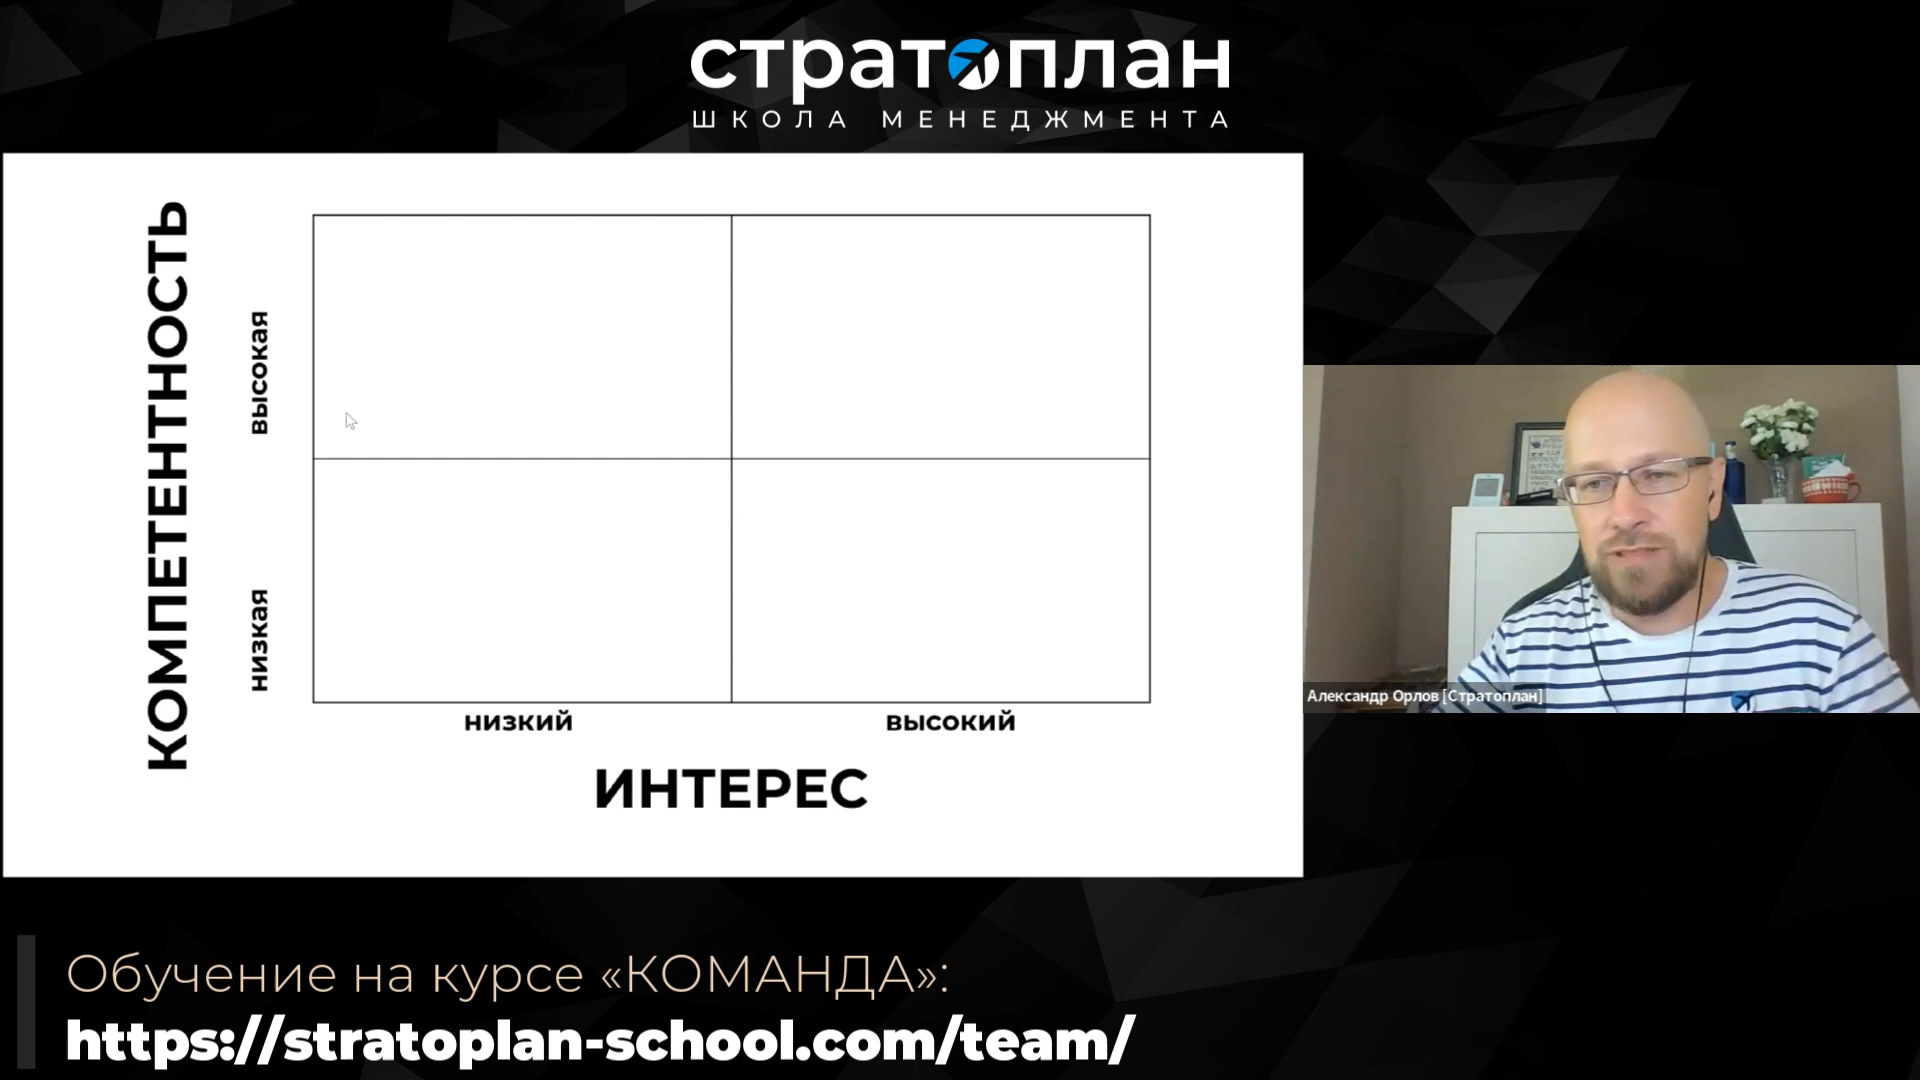 стратоплан
ШКОЛА МЕНЕДЖМЕНТА
КОМПЕТЕНТНОСТЬ
высокая
низкая
низкий
высокий
ИНТЕРЕС
Александр Орлов [Стратоплан]
Обучение на курсе «КОМАНДА»:
https://stratoplan-school.com/team/